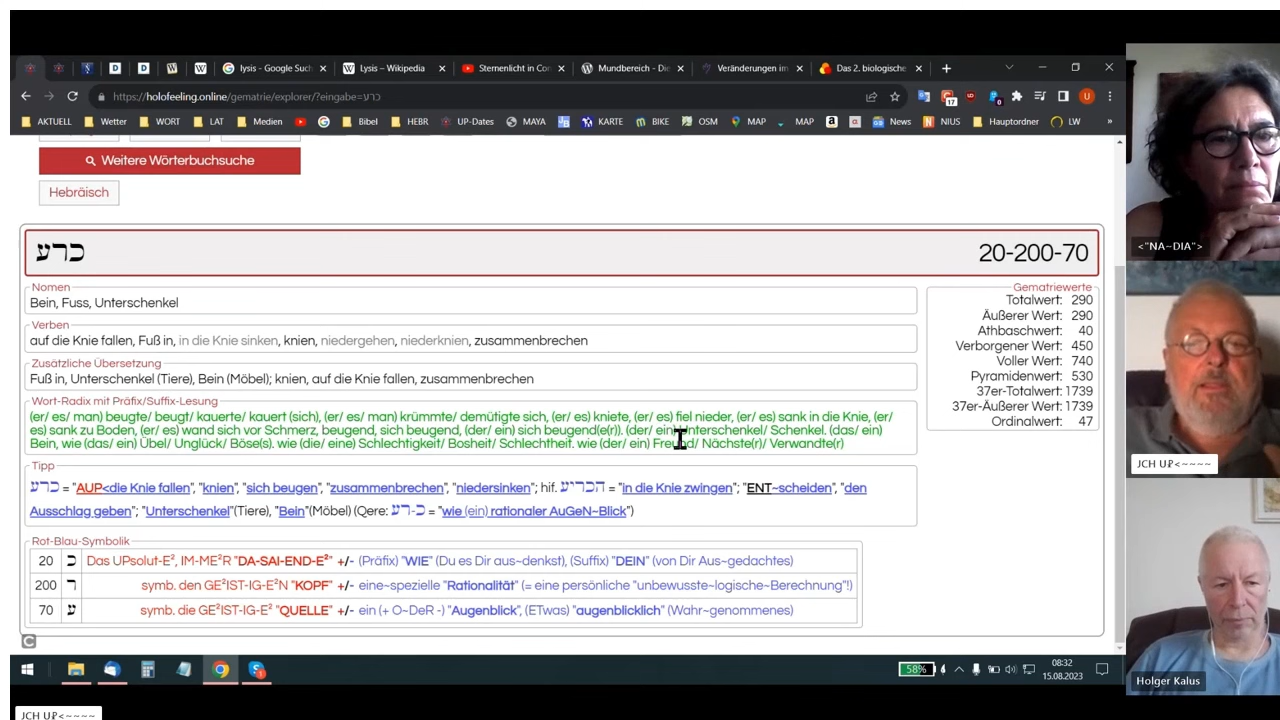 lysis - Google Such
Lysis – Wikipedia
Sternenlicht in Con
Mundbereich - Die
Veränderungen im
Das 2. biologische
https://holofeeling.online/gematrie/explorer/?eingabe=כרע
AKTUELL Wetter WORT LAT Medien Bibel HEBR UP-Dates MAYA KARTE BIKE OSM MAP MAP News NIUS Hauptordner LW »
Weitere Wörterbuchsuche
Hebräisch
כרע 20-200-70
Nomen
Bein, Fuss, Unterschenkel
Verben
auf die Knie fallen, Fuß in, in die Knie sinken, knien, niedergehen, niederknien, zusammenbrechen
Zusätzliche Übersetzung
Fuß in, Unterschenkel (Tiere), Bein (Möbel); knien, auf die Knie fallen, zusammenbrechen
Wort-Radix mit Präfix/Suffix-Lesung
(er/ es/ man) beugte/ beugt/ kauerte/ kauert (sich), (er/ es/ man) krümmte/ demütigte sich, (er/ es) kniete, (er/ es) fiel nieder, (er/ es) sank in die Knie, (er/
es) sank zu Boden, (er/ es) wand sich vor Schmerz, beugend, sich beugend, (der/ ein) sich beugend(e(r)). (der/ ein) Unterschenkel/ Schenkel. (das/ ein)
Bein, wie (das/ ein) Übel/ Unglück/ Böse(s). wie (die/ eine) Schlechtigkeit/ Bosheit/ Schlechtheit. wie (der/ ein) Freund/ Nächste(r)/ Verwandte(r)
Tipp
כרע = "AUP<die Knie fallen", "knien", "sich beugen", "zusammenbrechen", "niedersinken"; hif. הכריע = "in die Knie zwingen"; "ENT~scheiden", "den
Ausschlag geben"; "Unterschenkel"(Tiere), "Bein"(Möbel) (Qere: כ-רע = "wie (ein) rationaler AuGeN~Blick")
Rot-Blau-Symbolik
20 כ Das UPsolut-E², IM-ME²R "DA-SAI-END-E²" +/- (Präfix) "WIE" (Du es Dir aus~denkst), (Suffix) "DEIN" (von Dir Aus~gedachtes)
200 ר symb. den GE²IST-IG-E²N "KOPF" +/- eine~spezielle "Rationalität" (= eine persönliche "unbewusste~logische~Berechnung"!)
70 ע symb. die GE²IST-IG-E² "QUELLE" +/- ein (+ O~DeR -) "Augenblick", (ETwas) "augenblicklich" (Wahr~genommenes)
Gematriewerte
Totalwert: 290
Äußerer Wert: 290
Athbaschwert: 40
Verborgener Wert: 450
Voller Wert: 740
Pyramidenwert: 530
37er-Totalwert: 1739
37er-Äußerer Wert: 1739
Ordinalwert: 47
58%
08:32
15.08.2023
<"NA~DIA">
JCH UP<~~~~
Holger Kalus
JCH UP<~~~~